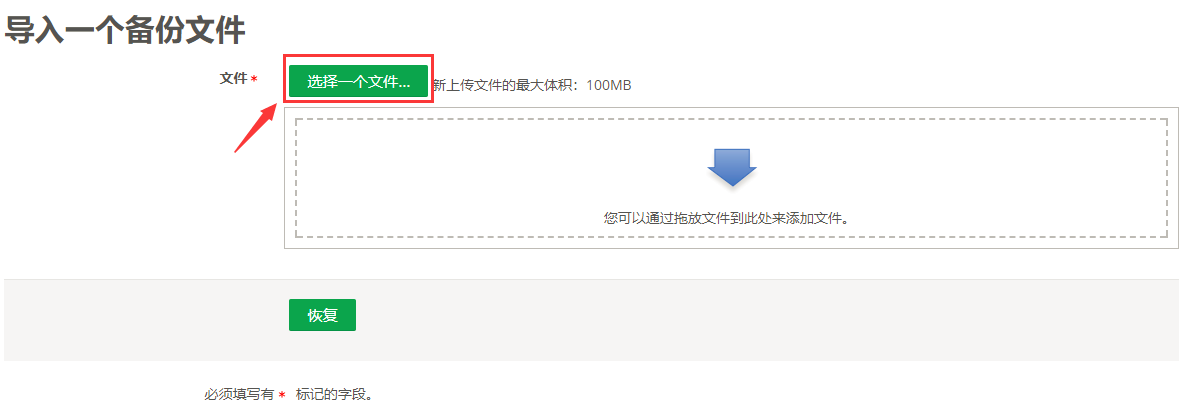 导入一个备份文件
文件* 选择一个文件... 新上传文件的最大体积：100MB
您可以通过拖放文件到此处来添加文件。
恢复
必须填写有 * 标记的字段。